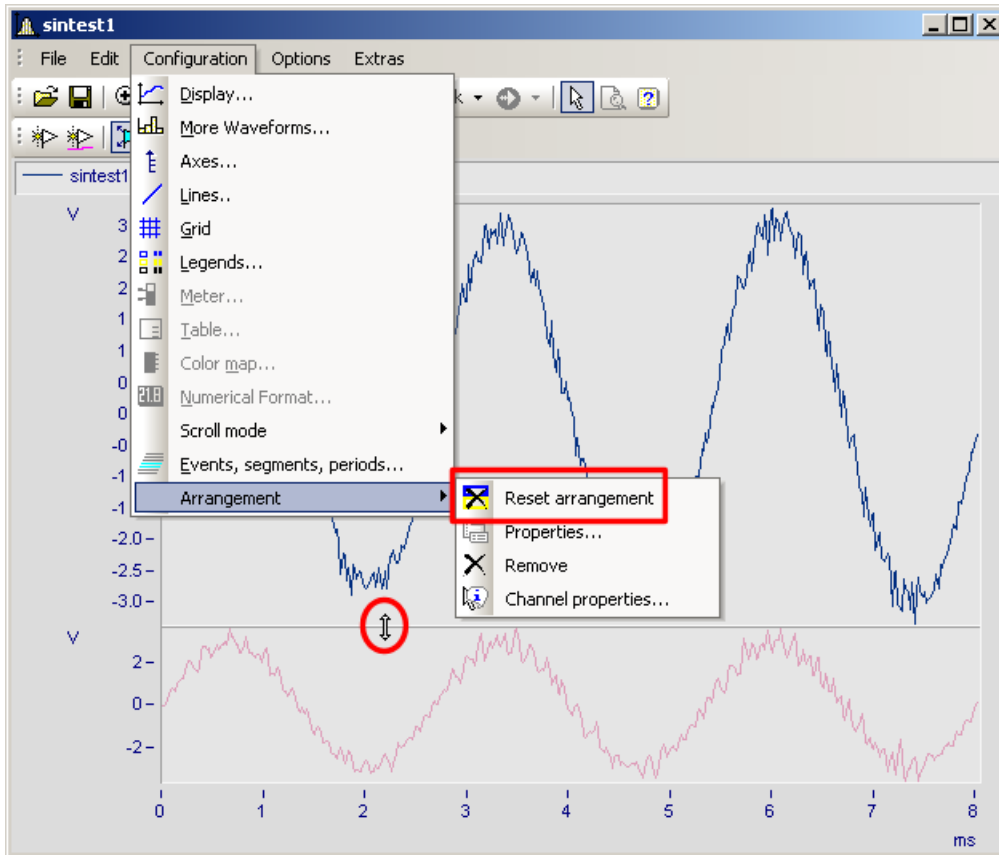 sintest1
File Edit Configuration Options Extras
Display...
More Waveforms...
Axes...
Lines..
Grid
Legends...
Meter...
Table...
Color map...
Numerical Format...
Scroll mode
Events, segments, periods...
Arrangement
Reset arrangement
Properties...
Remove
Channel properties...
sintest1
V
3
2
2
1
1
0
0
-0
-1
-1
-2.0
-2.5
-3.0
V
2
0
-2
0 1 2 3 4 5 6 7 8
ms
21.8